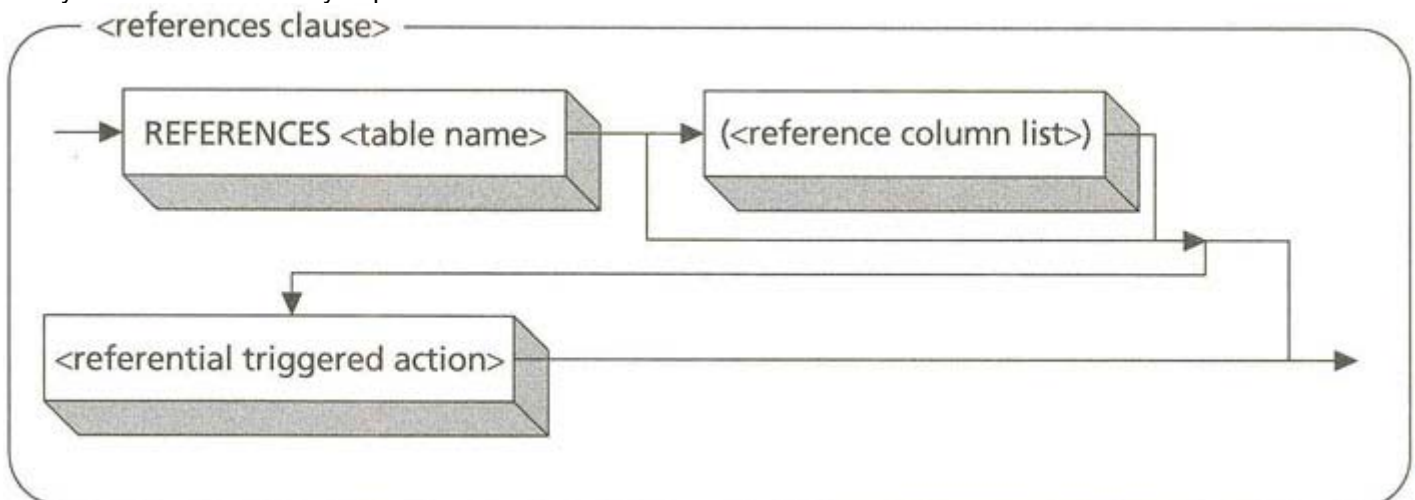 <references clause>
REFERENCES <table name>
(<reference column list>)
<referential triggered action>